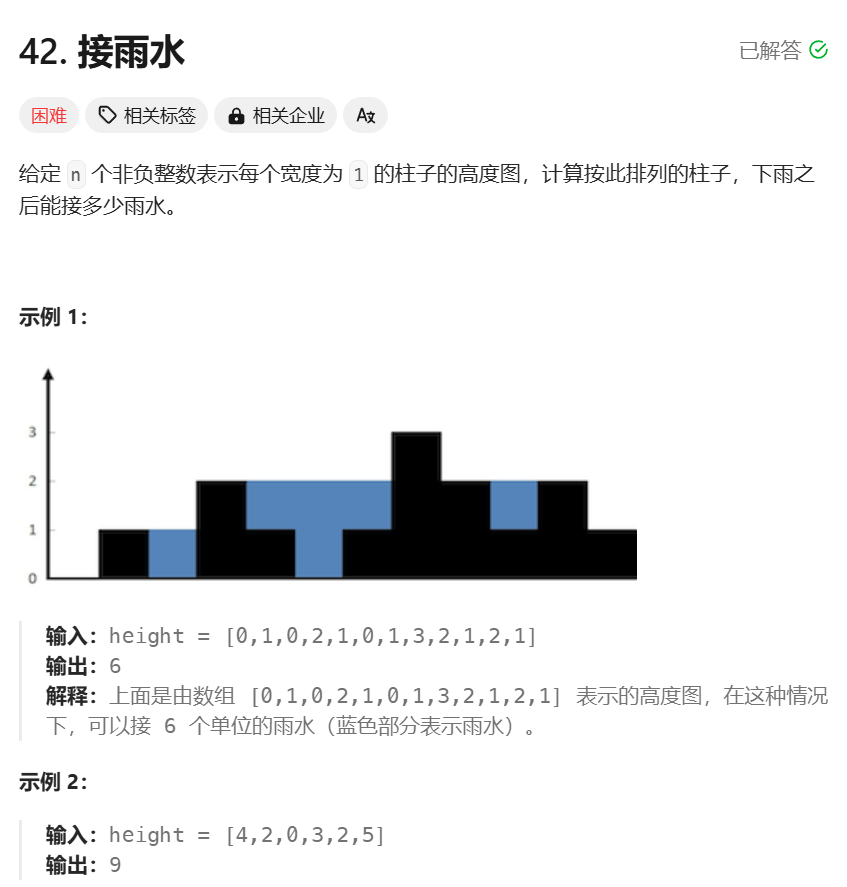 42. 接雨水
已解答
困难 相关标签 相关企业
给定 n 个非负整数表示每个宽度为 1 的柱子的高度图，计算按此排列的柱子，下雨之
后能接多少雨水。
示例 1：
3
2
1
0
输入：height = [0,1,0,2,1,0,1,3,2,1,2,1]
输出：6
解释：上面是由数组 [0,1,0,2,1,0,1,3,2,1,2,1] 表示的高度图，在这种情况
下，可以接 6 个单位的雨水（蓝色部分表示雨水）。
示例 2：
输入：height = [4,2,0,3,2,5]
输出：9